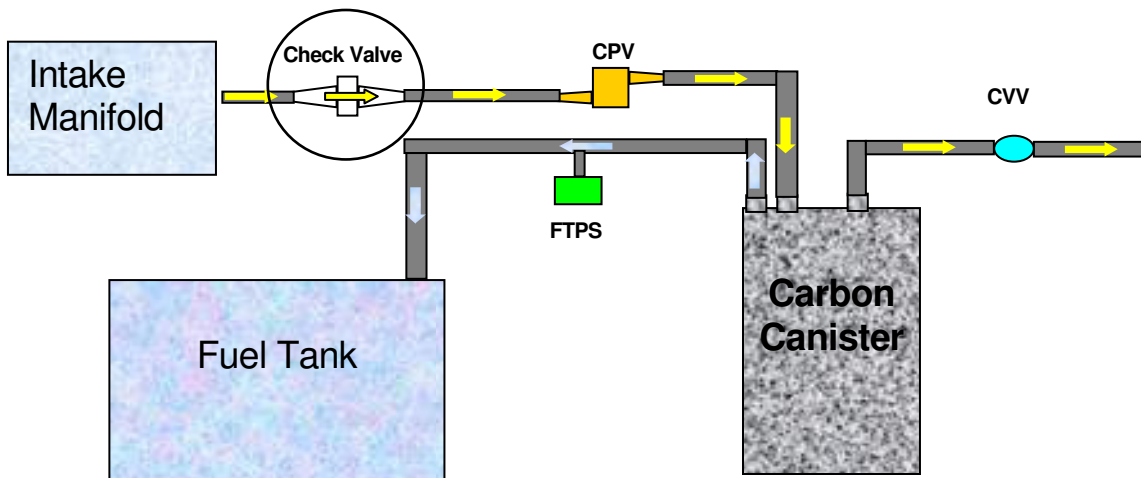 Intake
Manifold
Check Valve
CPV
CVV
FTPS
Fuel Tank
Carbon
Canister